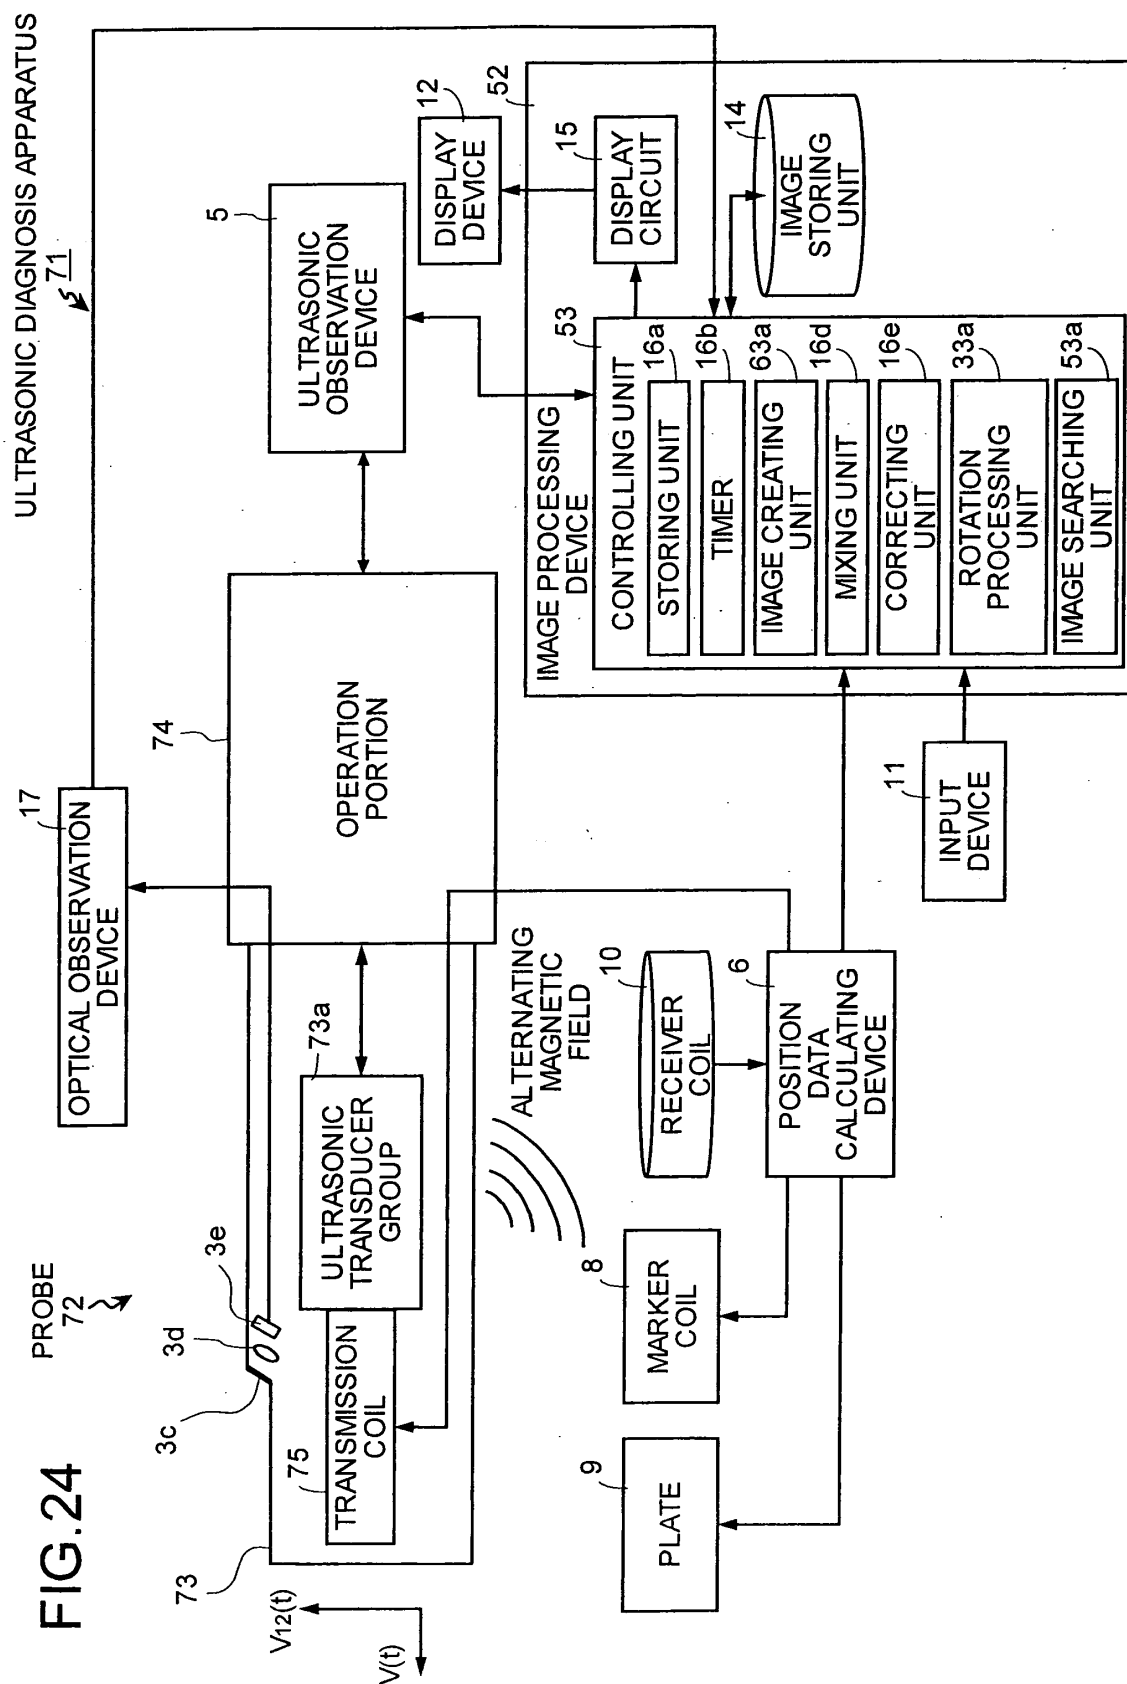 FIG.24
ULTRASONIC DIAGNOSIS APPARATUS
71
PROBE
72
17
OPTICAL OBSERVATION
DEVICE
74
OPERATION
PORTION
5
ULTRASONIC
OBSERVATION
DEVICE
12
DISPLAY
DEVICE
52
15
DISPLAY
CIRCUIT
14
IMAGE
STORING
UNIT
IMAGE PROCESSING
DEVICE
53
CONTROLLING UNIT
STORING UNIT
16a
TIMER
16b
IMAGE CREATING
UNIT
63a
MIXING UNIT
16d
CORRECTING
UNIT
16e
ROTATION
PROCESSING
UNIT
33a
IMAGE SEARCHING
UNIT
53a
73
3c
3d
3e
75
TRANSMISSION
COIL
73a
ULTRASONIC
TRANSDUCER
GROUP
ALTERNATING
MAGNETIC
FIELD
V12(t)
V(t)
9
PLATE
8
MARKER
COIL
10
RECEIVER
COIL
6
POSITION
DATA
CALCULATING
DEVICE
11
INPUT
DEVICE